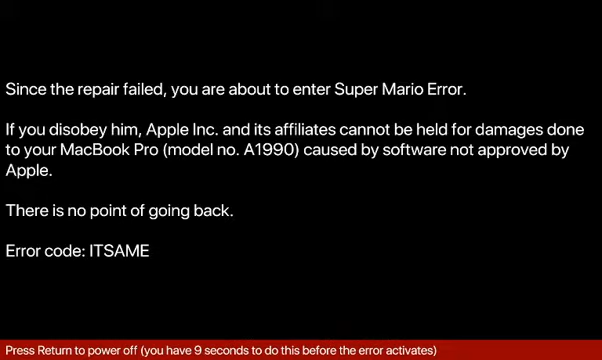 Since the repair failed, you are about to enter Super Mario Error.
If you disobey him, Apple Inc. and its affiliates cannot be held for damages done
to your MacBook Pro (model no. A1990) caused by software not approved by
Apple.
There is no point of going back.
Error code: ITSAME
Press Return to power off (you have 9 seconds to do this before the error activates)